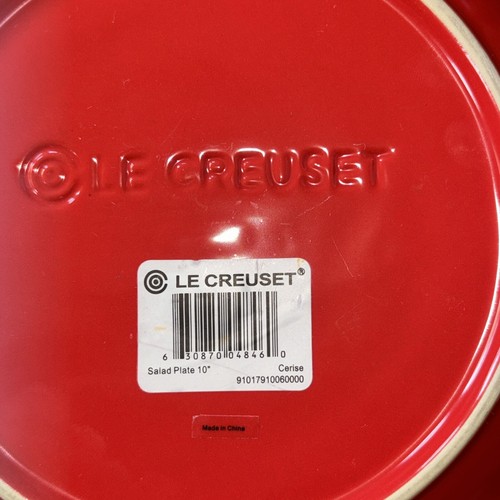 LE CREUSET
LE CREUSET®
6 30870 04846 0
Salad Plate 10" Cerise
91017910060000
Made in China